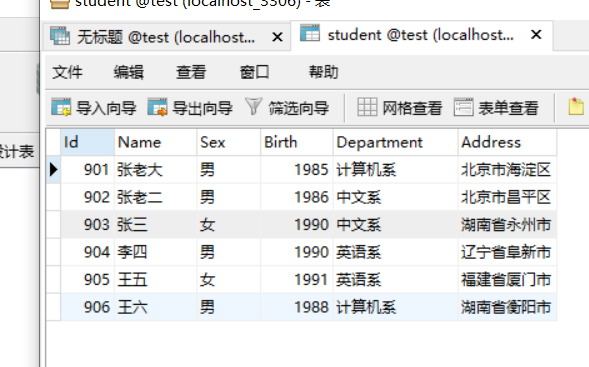 student @test (localhost_3306) - 表
无标题 @test (localhost... student @test (localhost...
文件 编辑 查看 窗口 帮助
导入向导 导出向导 筛选向导 网格查看 表单查看
设计表
Id Name Sex Birth Department Address
901 张老大 男 1985 计算机系 北京市海淀区
902 张老二 男 1986 中文系 北京市昌平区
903 张三 女 1990 中文系 湖南省永州市
904 李四 男 1990 英语系 辽宁省阜新市
905 王五 女 1991 英语系 福建省厦门市
906 王六 男 1988 计算机系 湖南省衡阳市